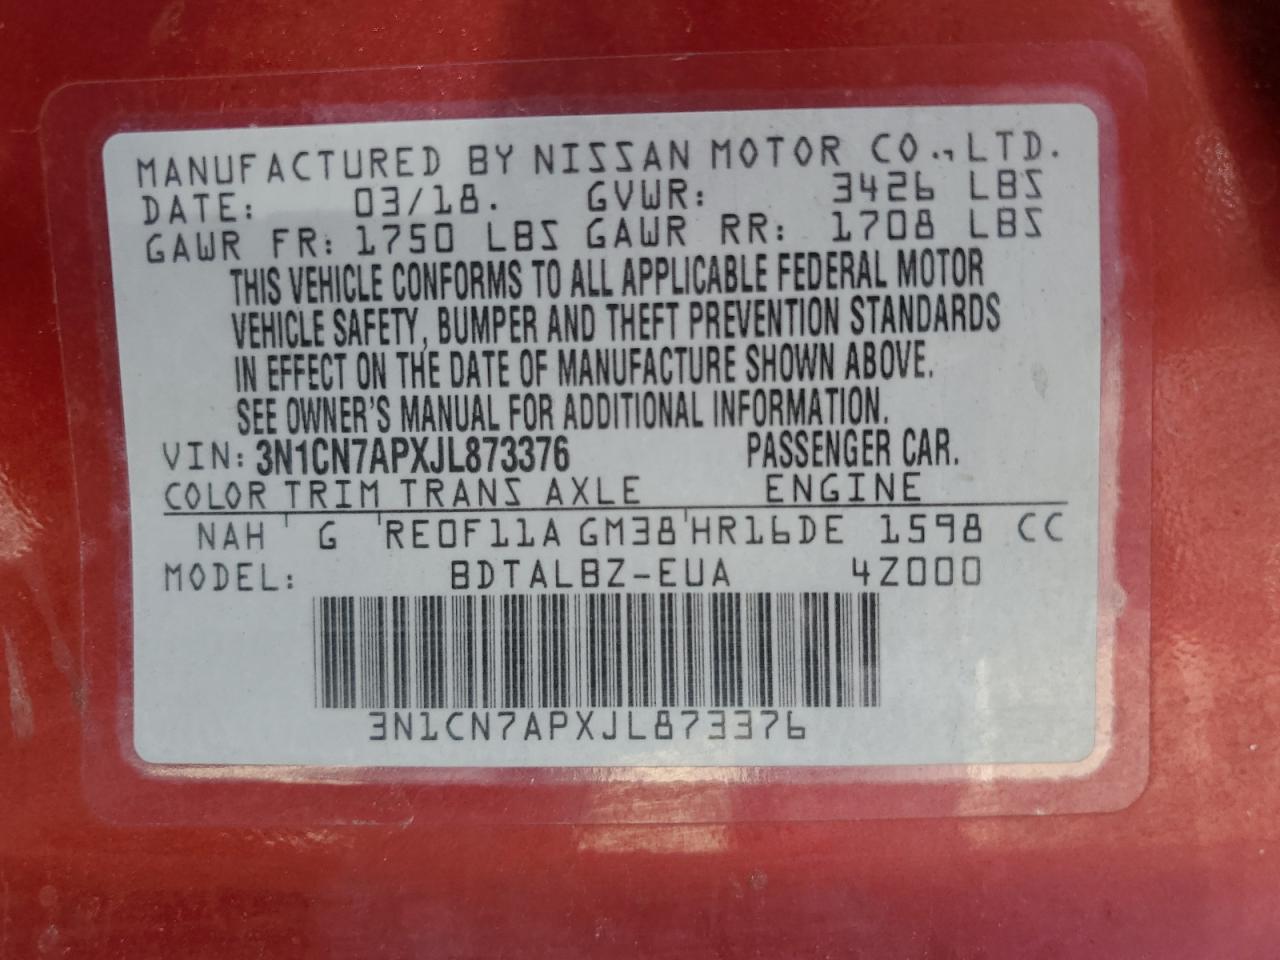 MANUFACTURED BY NISSAN MOTOR CO.,LTD.
DATE: 03/18. GVWR: 3426 LBS
GAWR FR: 1750 LBS GAWR RR: 1708 LBS
THIS VEHICLE CONFORMS TO ALL APPLICABLE FEDERAL MOTOR
VEHICLE SAFETY, BUMPER AND THEFT PREVENTION STANDARDS
IN EFFECT ON THE DATE OF MANUFACTURE SHOWN ABOVE.
SEE OWNER'S MANUAL FOR ADDITIONAL INFORMATION.
VIN: 3N1CN7APXJL873376 PASSENGER CAR.
COLOR TRIM TRANS AXLE ENGINE
NAH G RE0F11A GM38 HR16DE 1598 CC
MODEL: BDTALBZ-EUA 4Z000
3N1CN7APXJL873376